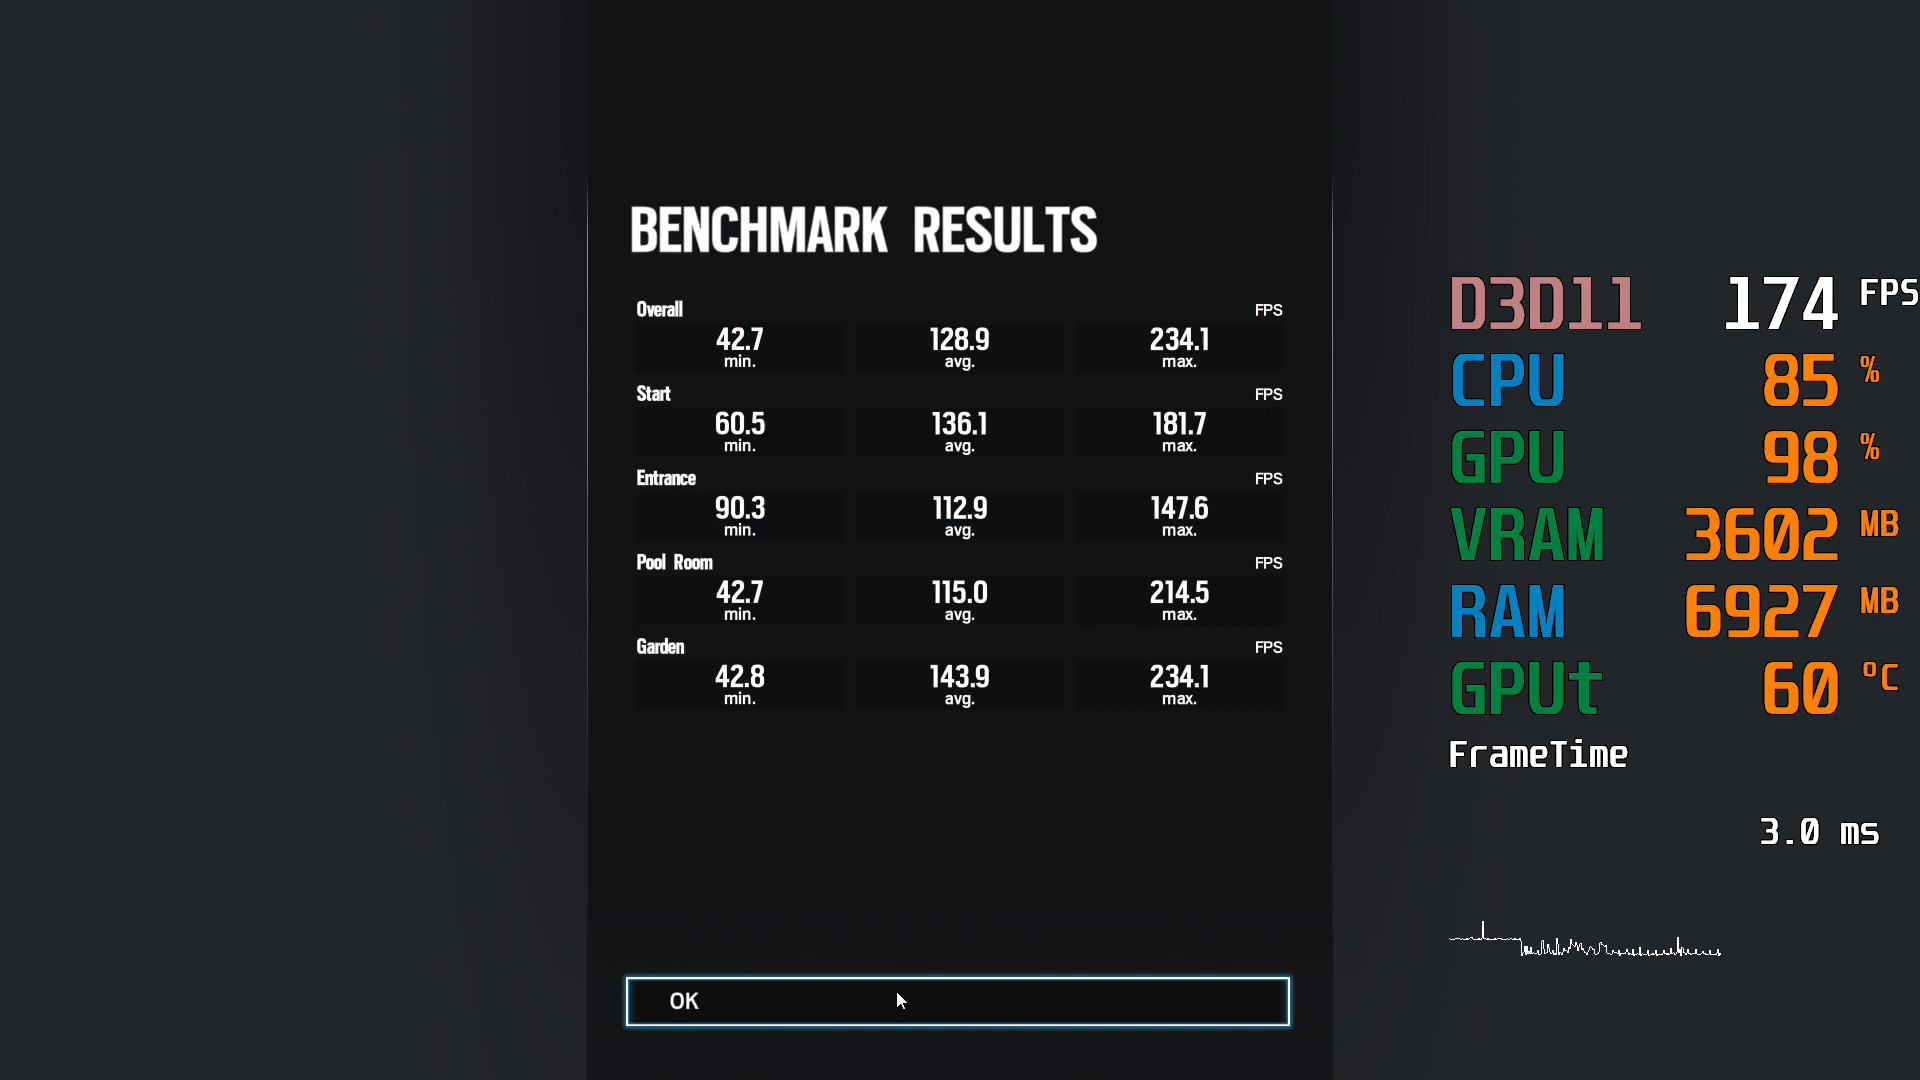 BENCHMARK RESULTS
Overall FPS
42.7 128.9 234.1
min. avg. max.
Start FPS
60.5 136.1 181.7
min. avg. max.
Entrance FPS
90.3 112.9 147.6
min. avg. max.
Pool Room FPS
42.7 115.0 214.5
min. avg. max.
Garden FPS
42.8 143.9 234.1
min. avg. max.
OK
D3D11 174 FPS
CPU 85 %
GPU 98 %
VRAM 3602 MB
RAM 6927 MB
GPUt 60 °C
FrameTime
3.0 ms